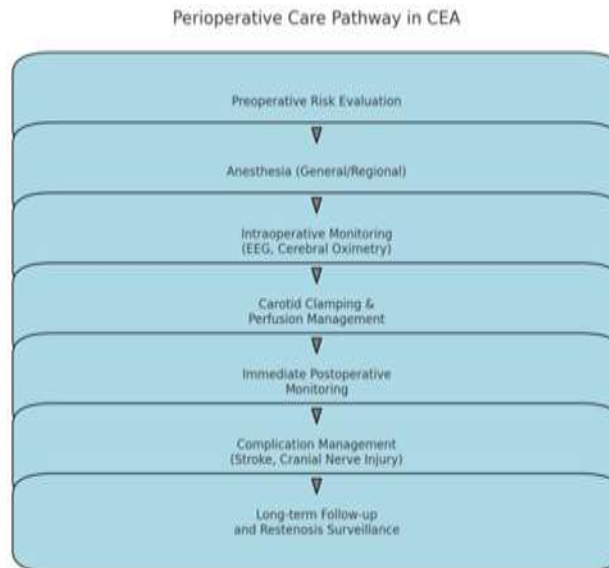 Perioperative Care Pathway in CEA
Preoperative Risk Evaluation
Anesthesia (General/Regional)
Intraoperative Monitoring
(EEG, Cerebral Oximetry)
Carotid Clamping &
Perfusion Management
Immediate Postoperative
Monitoring
Complication Management
(Stroke, Cranial Nerve Injury)
Long-term Follow-up
and Restenosis Surveillance